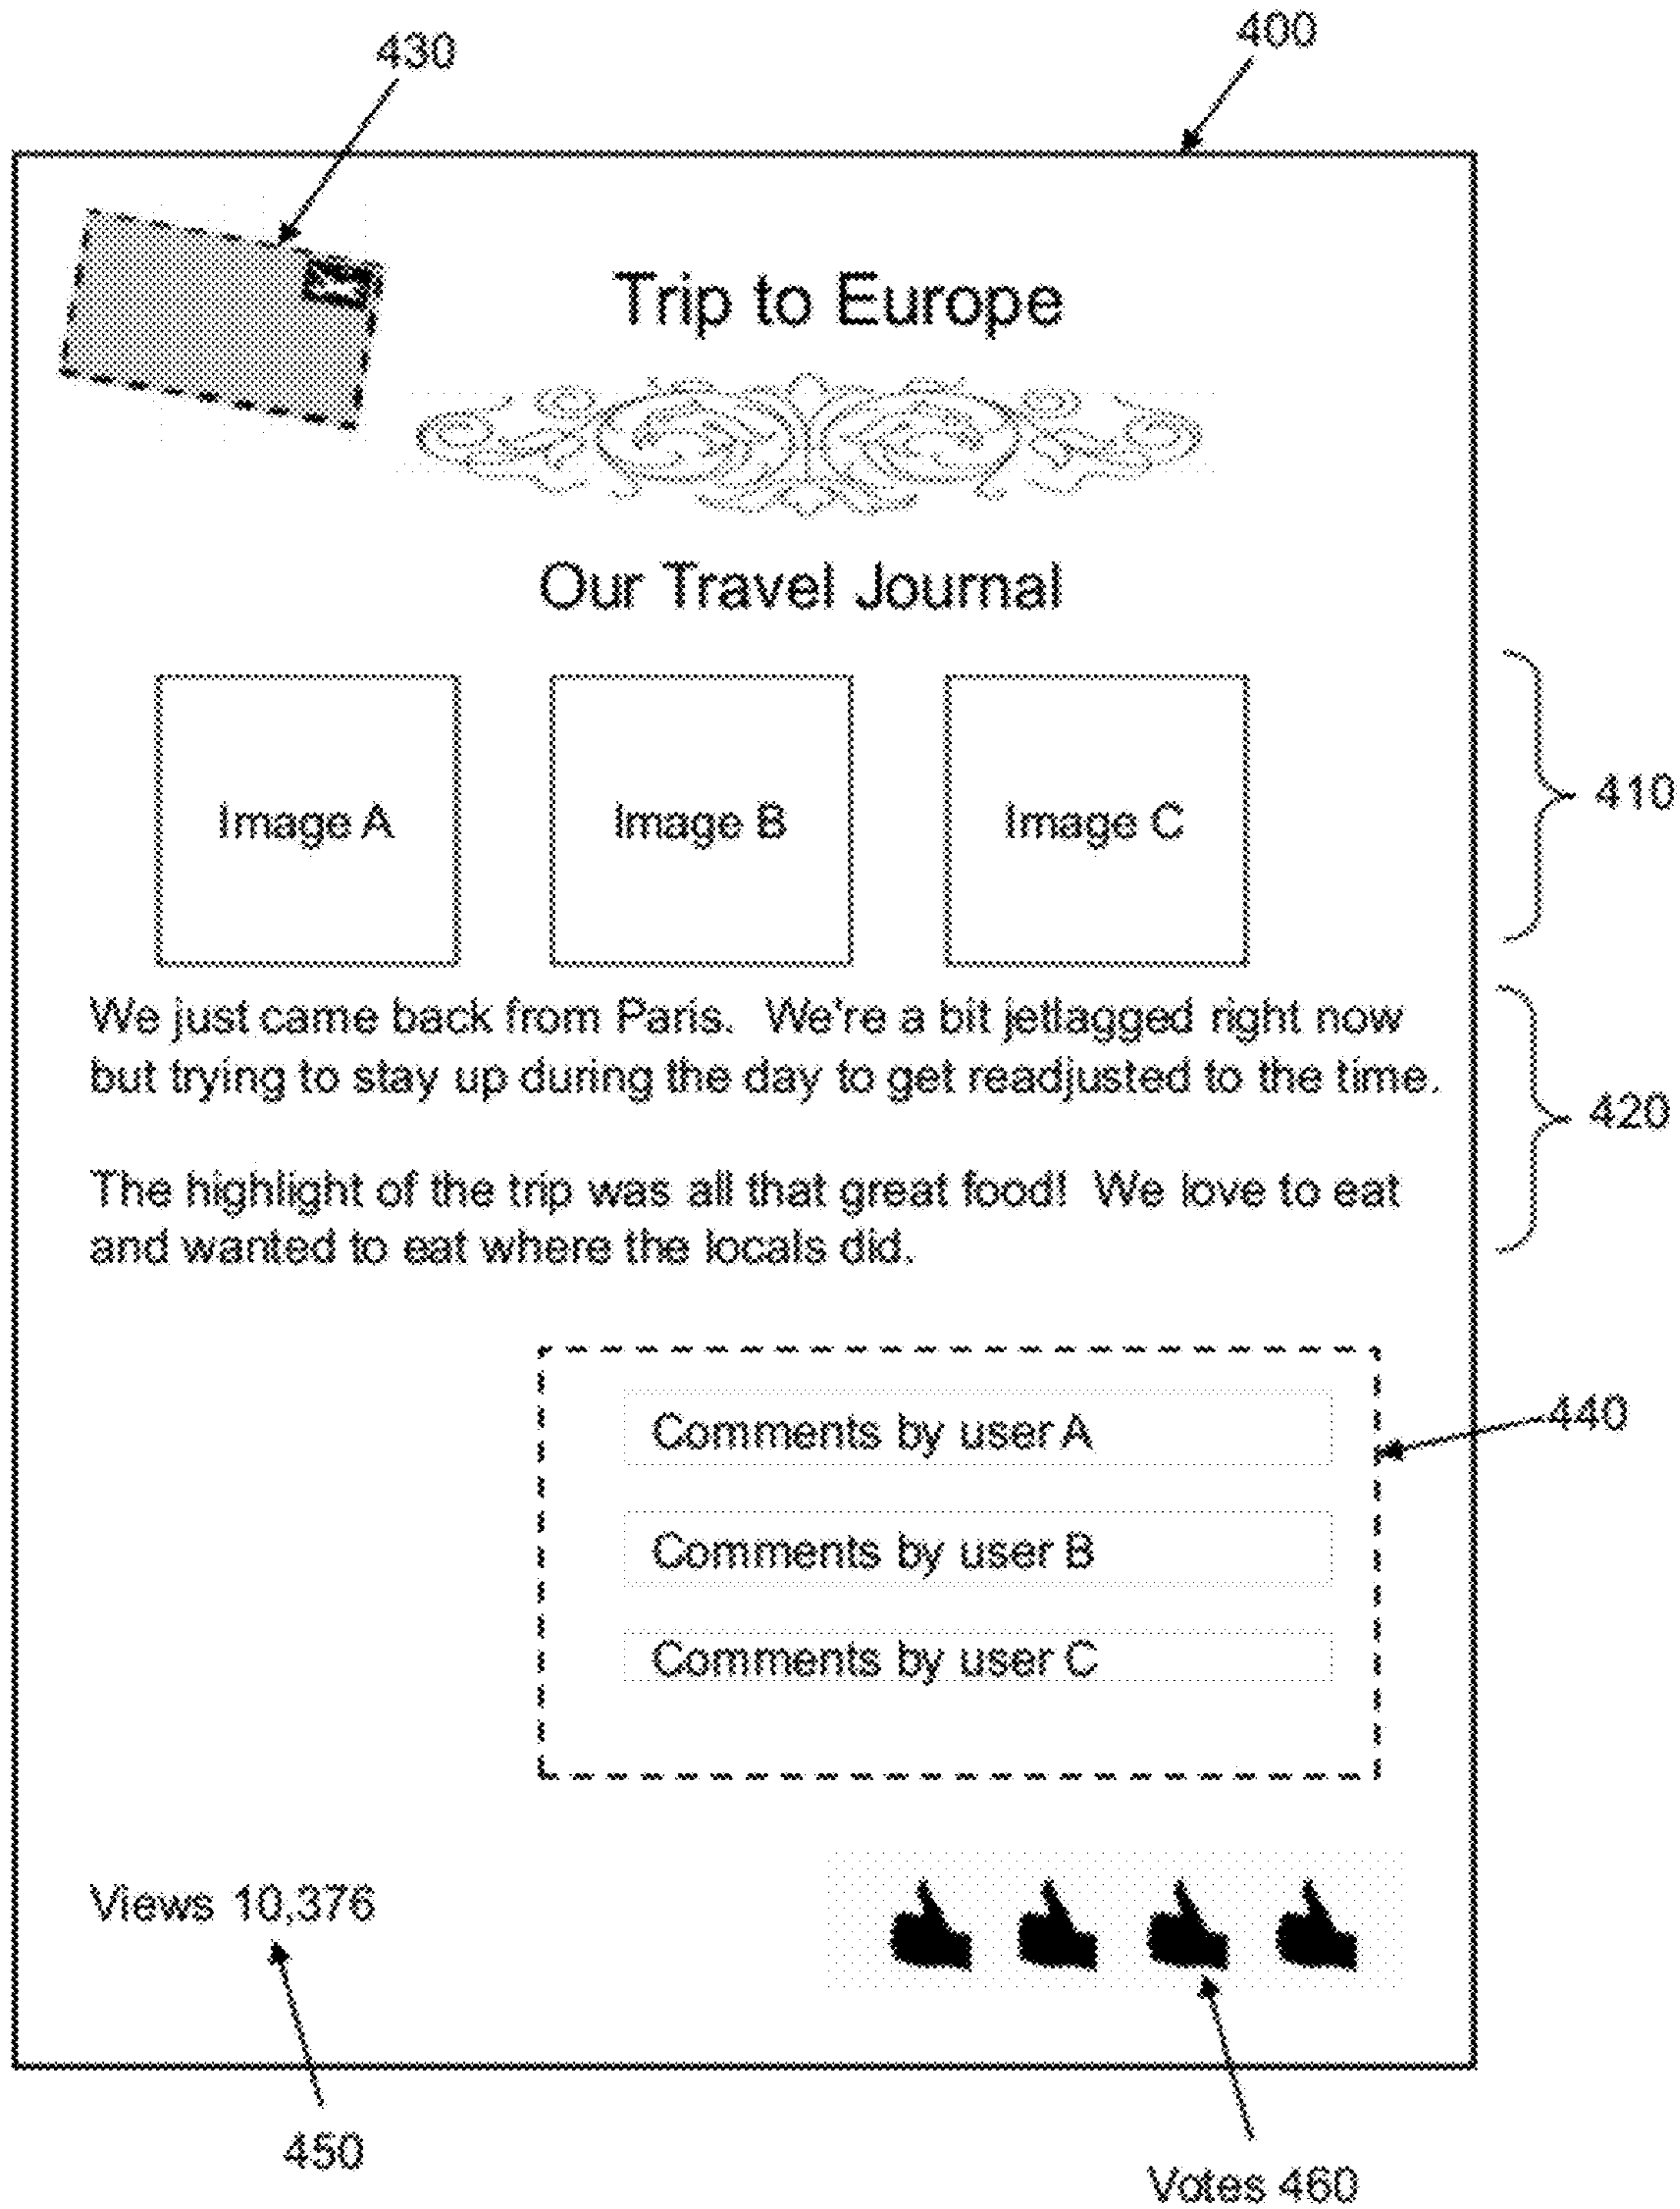 430
400
Trip to Europe
Our Travel Journal
Image A
Image B
Image C
410
We just came back from Paris. We're a bit jetlagged right now
but trying to stay up during the day to get readjusted to the time.
420
The highlight of the trip was all that great food! We love to eat
and wanted to eat where the locals did.
Comments by user A
440
Comments by user B
Comments by user C
Views 10,376
450
Votes 460